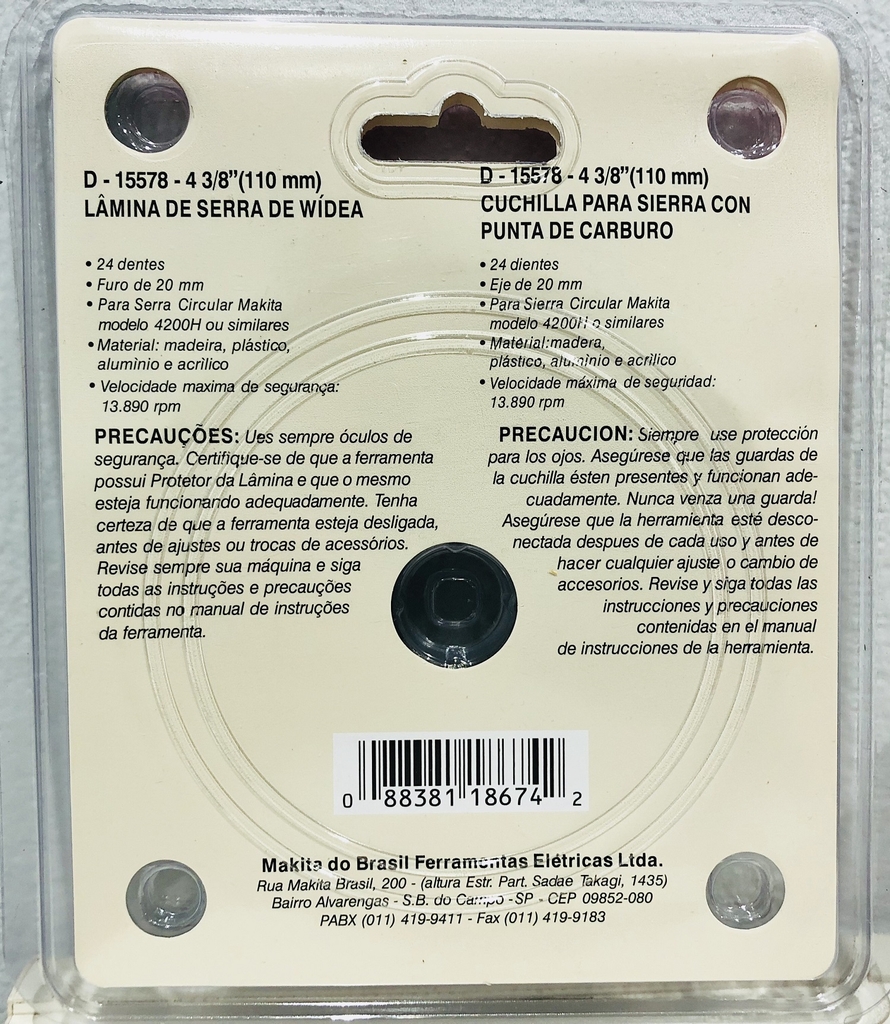 D - 15578 - 4 3/8”(110 mm)
LÂMINA DE SERRA DE WÍDEA
• 24 dentes
• Furo de 20 mm
• Para Serra Circular Makita
modelo 4200H ou similares
• Material: madeira, plástico,
alumìnio e acrìlico
• Velocidade maxima de segurança:
13.890 rpm
PRECAUÇÕES: Ues sempre óculos de
segurança. Certifique-se de que a ferramenta
possui Protetor da Lâmina e que o mesmo
esteja funcionando adequadamente. Tenha
certeza de que a ferramenta esteja desligada,
antes de ajustes ou trocas de acessórios.
Revise sempre sua máquina e siga
todas as instruções e precauções
contidas no manual de instruções
da ferramenta.
D - 15578 - 4 3/8”(110 mm)
CUCHILLA PARA SIERRA CON
PUNTA DE CARBURO
• 24 dientes
• Eje de 20 mm
• Para Sierra Circular Makita
modelo 4200H o similares
• Material:madera,
plástico, alumìnio e acrìlico
• Velocidade máxima de seguridad:
13.890 rpm
PRECAUCION: Siempre use protección
para los ojos. Asegúrese que las guardas de
la cuchilla ésten presentes y funcionan ade-
cuadamente. Nunca venza una guarda!
Asegúrese que la herramienta esté desco-
nectada despues de cada uso y antes de
hacer cualquier ajuste o cambio de
accesorios. Revise y siga todas las
instrucciones y precauciones
contenidas en el manual
de instrucciones de la herramienta.
0 88381 18674 2
Makita do Brasil Ferramentas Elétricas Ltda.
Rua Makita Brasil, 200 - (altura Estr. Part. Sadae Takagi, 1435)
Bairro Alvarengas - S.B. do Campo - SP - CEP 09852-080
PABX (011) 419-9411 - Fax (011) 419-9183